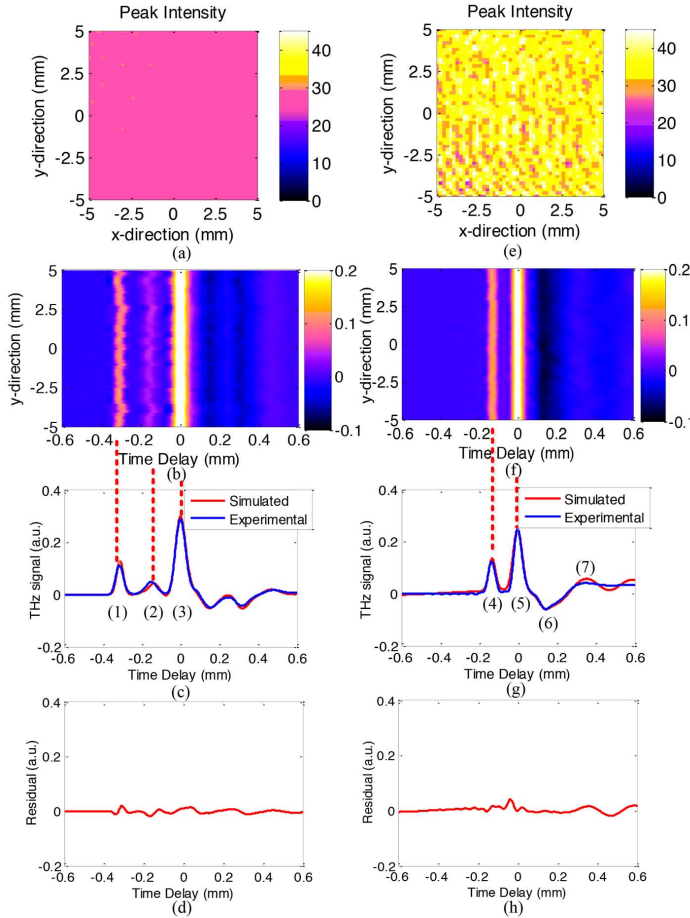 Peak Intensity
5
2.5
0
-2.5
-5
y-direction (mm)
-5 -2.5 0 2.5 5
x-direction (mm)
(a)
40
30
20
10
0
Peak Intensity
5
2.5
0
-2.5
-5
y-direction (mm)
-5 -2.5 0 2.5 5
x-direction (mm)
(e)
40
30
20
10
0
5
2.5
0
-2.5
-5
y-direction (mm)
-0.6 -0.4 -0.2 0 0.2 0.4 0.6
Time Delay (mm)
(b)
0.2
0.1
0
-0.1
5
2.5
0
-2.5
-5
y-direction (mm)
-0.6 -0.4 -0.2 0 0.2 0.4 0.6
Time Delay (mm)
(f)
0.2
0.1
0
-0.1
0.4
0.2
0
-0.2
THz signal (a.u.)
Simulated
Experimental
(1) (2) (3)
-0.6 -0.4 -0.2 0 0.2 0.4 0.6
Time Delay (mm)
(c)
0.4
0.2
0
-0.2
THz signal (a.u.)
Simulated
Experimental
(7)
(4) (5)
(6)
-0.6 -0.4 -0.2 0 0.2 0.4 0.6
Time Delay (mm)
(g)
0.4
0.2
0
-0.2
Residual (a.u.)
-0.6 -0.4 -0.2 0 0.2 0.4 0.6
Time Delay (mm)
(d)
0.4
0.2
0
-0.2
Residual (a.u.)
-0.6 -0.4 -0.2 0 0.2 0.4 0.6
Time Delay (mm)
(h)